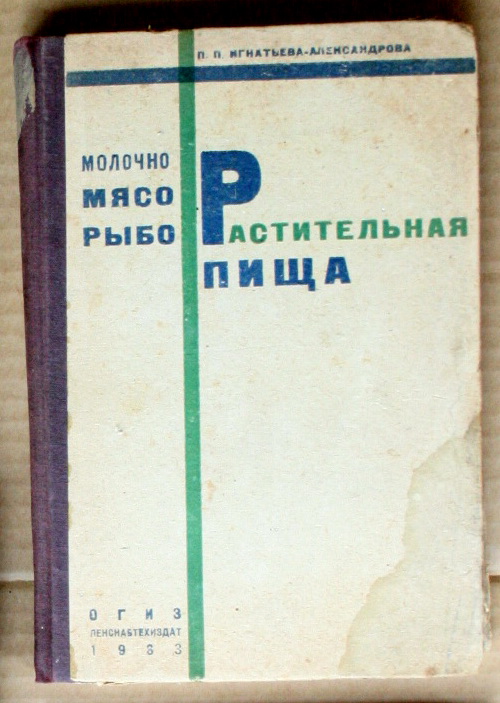 П. П. ИГНАТЬЕВА-АЛЕКСАНДРОВА
МОЛОЧНО
МЯСО
РЫБО
РАСТИТЕЛЬНАЯ
ПИЩА
ОГИЗ
ЛЕНСНАБТЕХИЗДАТ
1933